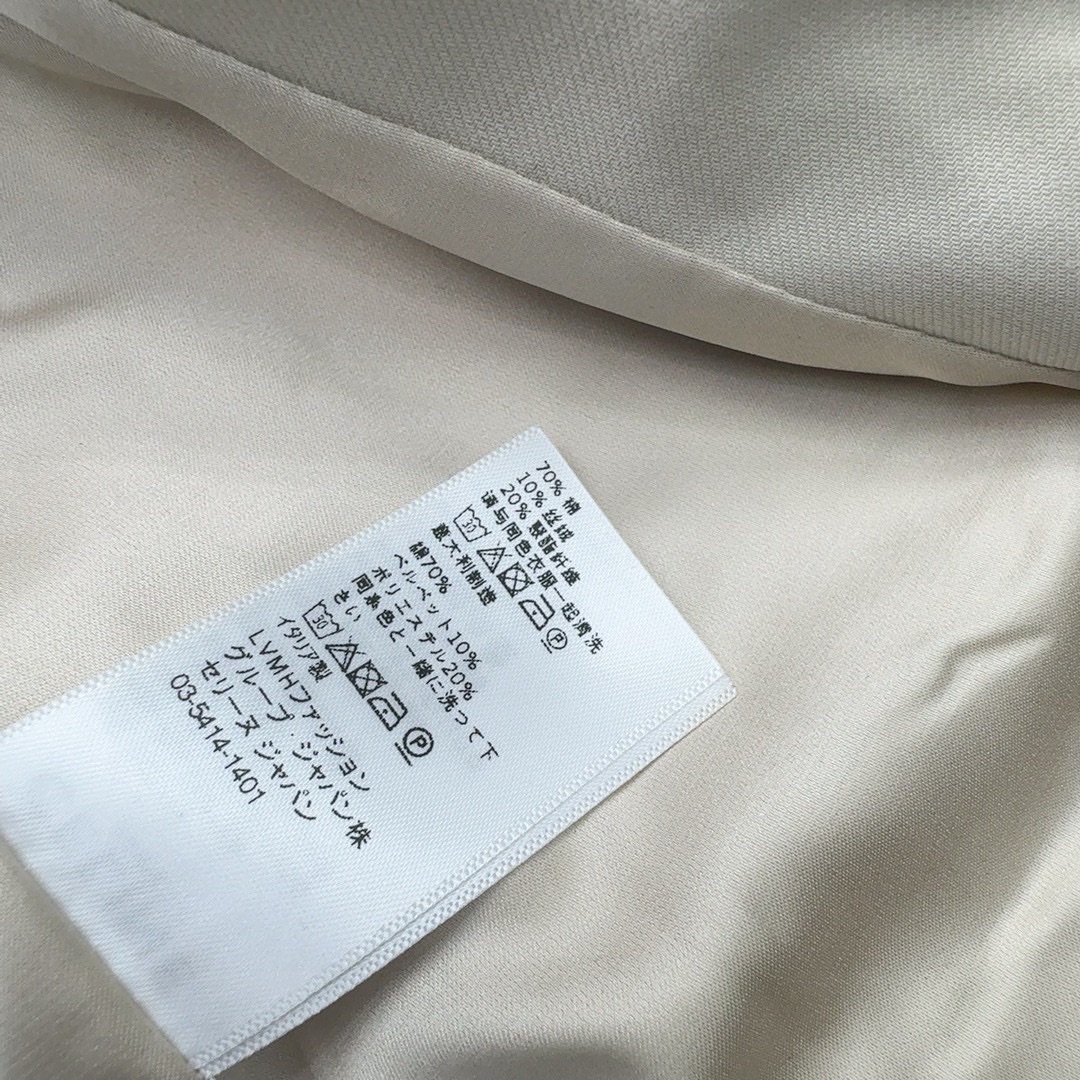 70% 棉
10% 丝绒
20% 聚酯纤维
请与同色衣服一起清洗
30 P
意大利制造
綿70%
ベルベット10%
ポリエステル20%
同系色と一緒に洗って下
さい
30 P
イタリア製
LVMHファッション
グループ・ジャパン株
セリーヌ ジャパン
03-5414-1401